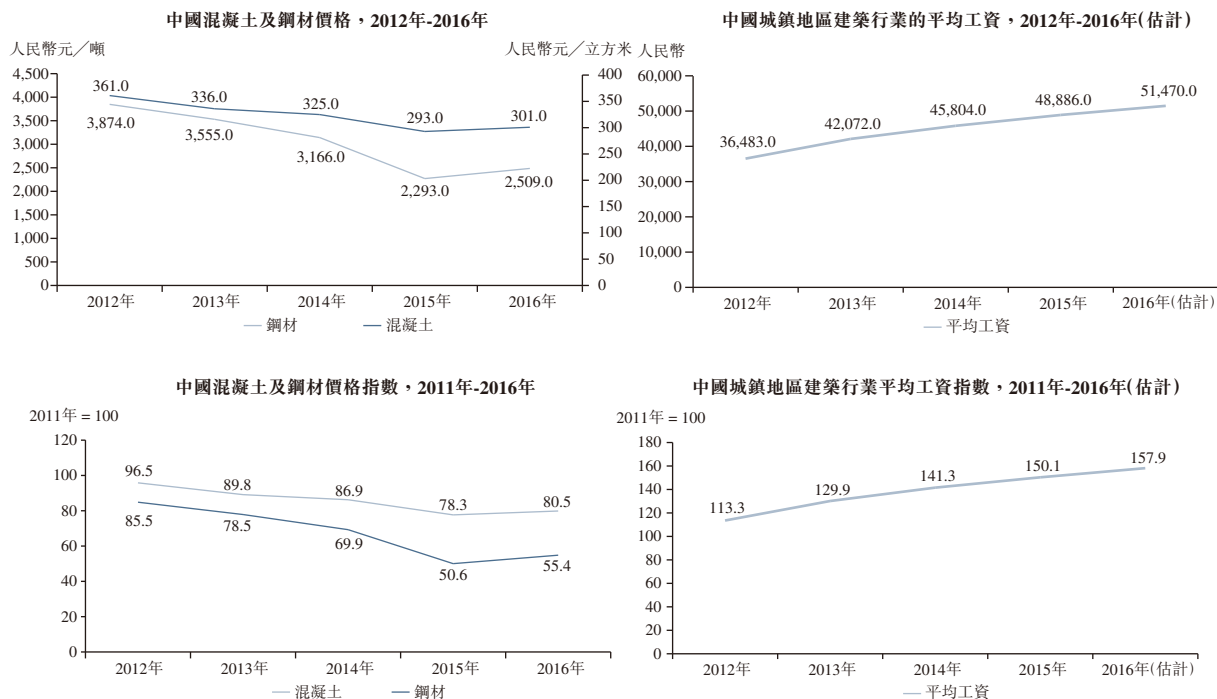 中國混凝土及鋼材價格，2012年-2016年
人民幣元／噸
人民幣元／立方米
4,500
4,000
3,500
3,000
2,500
2,000
1,500
1,000
500
0
400
350
300
250
200
150
100
50
0
361.0
336.0
325.0
293.0
301.0
3,874.0
3,555.0
3,166.0
2,293.0
2,509.0
2012年
2013年
2014年
2015年
2016年
鋼材
混凝土
中國城鎮地區建築行業的平均工資，2012年-2016年(估計)
人民幣
60,000
50,000
40,000
30,000
20,000
10,000
0
36,483.0
42,072.0
45,804.0
48,886.0
51,470.0
2012年
2013年
2014年
2015年
2016年(估計)
平均工資
中國混凝土及鋼材價格指數，2011年-2016年
2011年 = 100
120
100
80
60
40
20
0
96.5
89.8
86.9
78.3
80.5
85.5
78.5
69.9
50.6
55.4
2012年
2013年
2014年
2015年
2016年
混凝土
鋼材
中國城鎮地區建築行業平均工資指數，2011年-2016年(估計)
2011年 = 100
180
160
140
120
100
80
60
40
20
0
113.3
129.9
141.3
150.1
157.9
2012年
2013年
2014年
2015年
2016年(估計)
平均工資